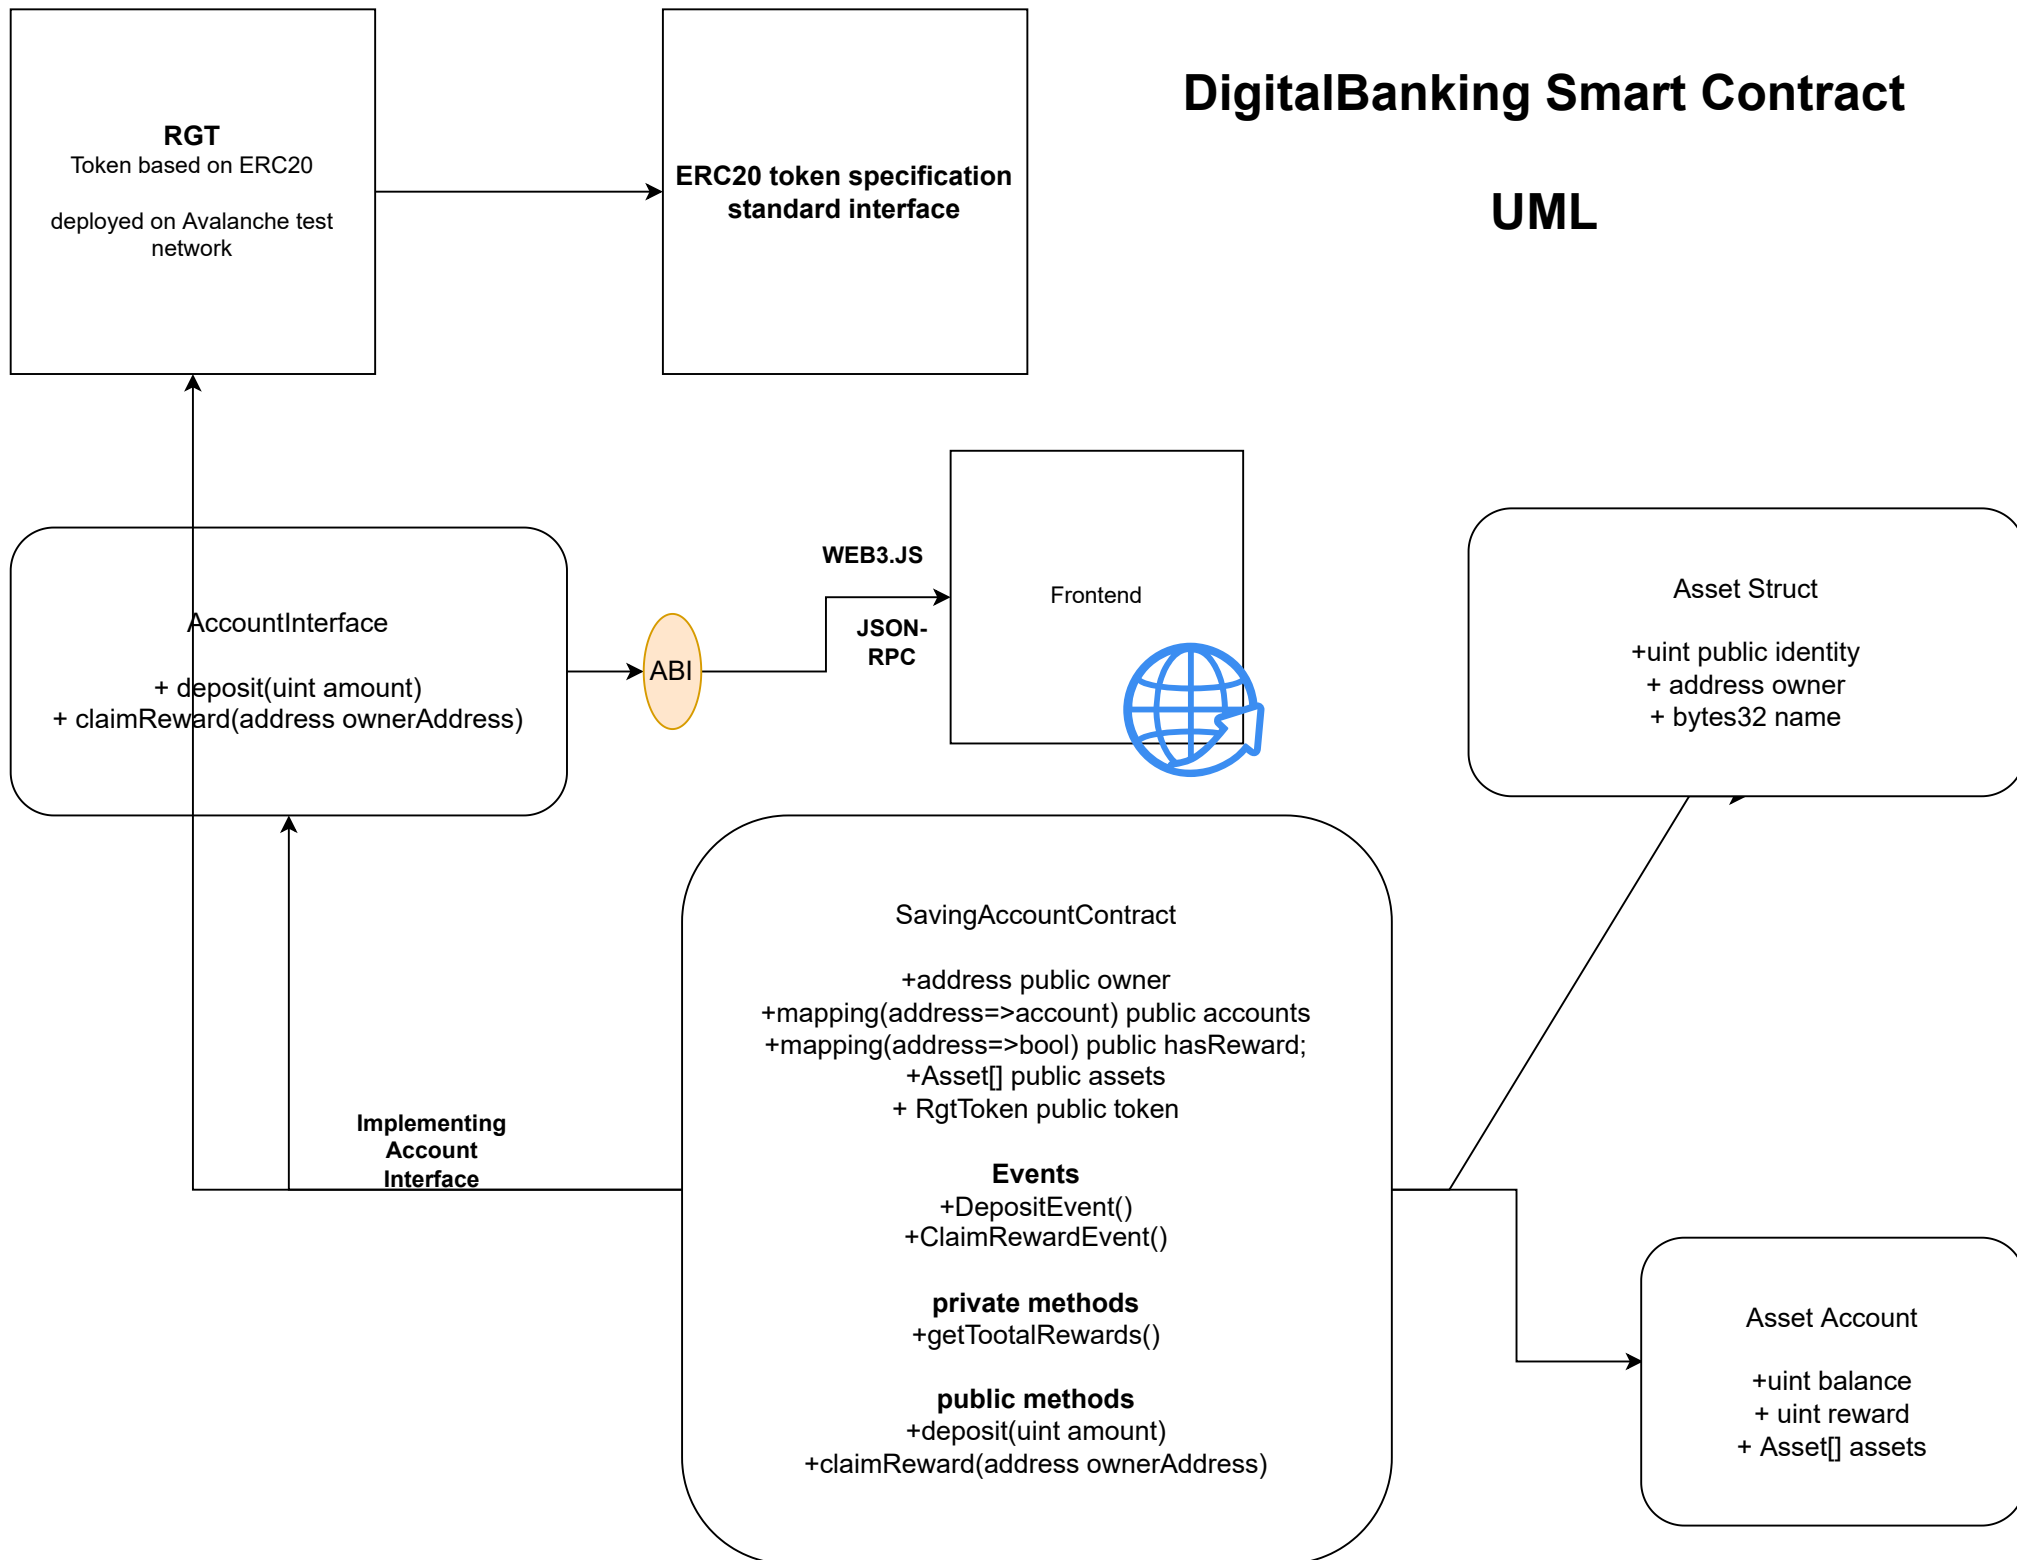 DigitalBanking Smart Contract
UML
RGT
Token based on ERC20
deployed on Avalanche test
network
ERC20 token specification
standard interface
AccountInterface
+ deposit(uint amount)
+ claimReward(address ownerAddress)
ABI
WEB3.JS
JSON-
RPC
Frontend
Asset Struct
+uint public identity
+ address owner
+ bytes32 name
Implementing
Account
Interface
SavingAccountContract
+address public owner
+mapping(address=>account) public accounts
+mapping(address=>bool) public hasReward;
+Asset[] public assets
+ RgtToken public token
Events
+DepositEvent()
+ClaimRewardEvent()
private methods
+getTootalRewards()
public methods
+deposit(uint amount)
+claimReward(address ownerAddress)
Asset Account
+uint balance
+ uint reward
+ Asset[] assets